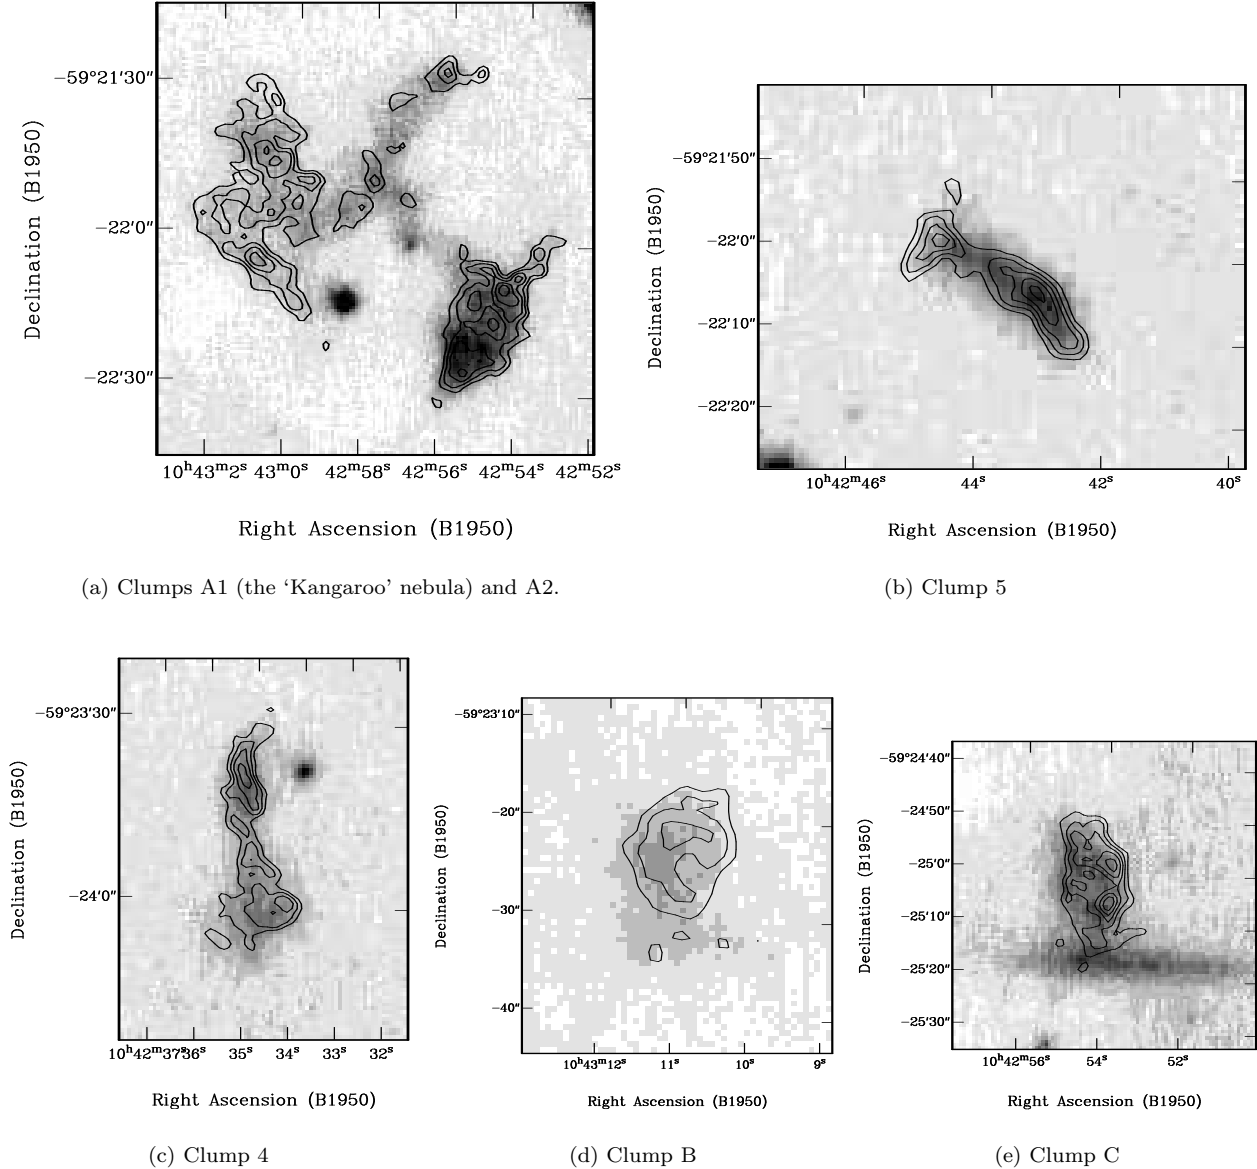 Declination (B1950)
−59°21′30″
−22′0″
−22′30″
10ʰ43ᵐ2ˢ 43ᵐ0ˢ 42ᵐ58ˢ 42ᵐ56ˢ 42ᵐ54ˢ 42ᵐ52ˢ
Right Ascension (B1950)
(a) Clumps A1 (the ‘Kangaroo’ nebula) and A2.
Declination (B1950)
−59°21′50″
−22′0″
−22′10″
−22′20″
10ʰ42ᵐ46ˢ 44ˢ 42ˢ 40ˢ
Right Ascension (B1950)
(b) Clump 5
Declination (B1950)
−59°23′30″
−24′0″
10ʰ42ᵐ37ˢ36ˢ 35ˢ 34ˢ 33ˢ 32ˢ
Right Ascension (B1950)
(c) Clump 4
Declination (B1950)
−59°23′10″
−20″
−30″
−40″
10ʰ43ᵐ12ˢ 11ˢ 10ˢ 9ˢ
Right Ascension (B1950)
(d) Clump B
Declination (B1950)
−59°24′40″
−24′50″
−25′0″
−25′10″
−25′20″
−25′30″
10ʰ42ᵐ56ˢ 54ˢ 52ˢ
Right Ascension (B1950)
(e) Clump C